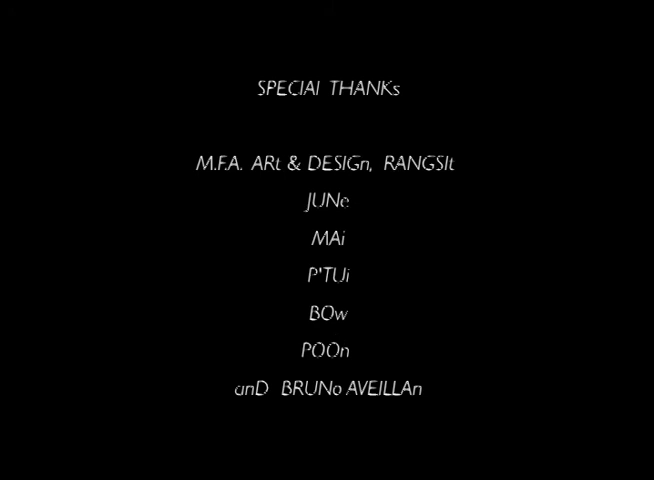 SPECIAl THANKs
M.F.A. ARt & DESIGn, RANGSIt
JUNe
MAi
P'TUi
BOw
POOn
anD BRUNo AVEILLAn